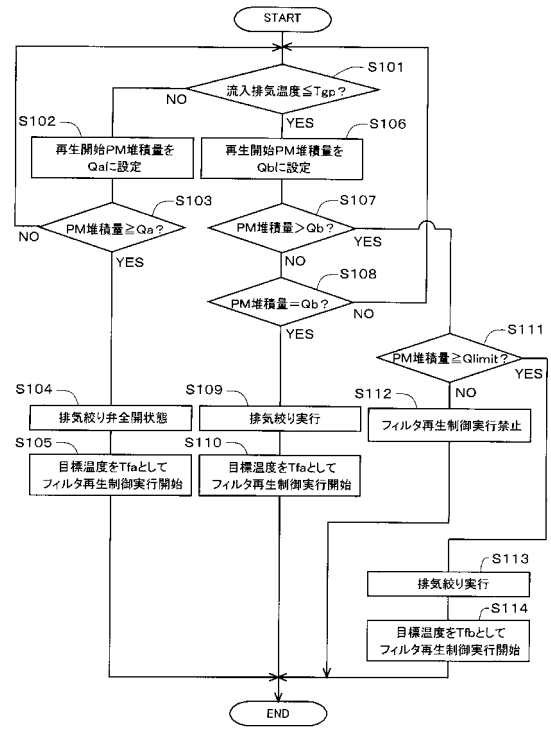 START
S101
流入排気温度≦Tgp？
NO
YES
S102
再生開始PM堆積量を
Qaに設定
S106
再生開始PM堆積量を
Qbに設定
S103
PM堆積量≧Qa？
NO
YES
S107
PM堆積量＞Qb？
YES
NO
S108
PM堆積量＝Qb？
NO
YES
S111
PM堆積量≧Qlimit？
YES
NO
S104
排気絞り弁全開状態
S109
排気絞り実行
S112
フィルタ再生制御実行禁止
S105
目標温度をTfaとして
フィルタ再生制御実行開始
S110
目標温度をTfaとして
フィルタ再生制御実行開始
S113
排気絞り実行
S114
目標温度をTfbとして
フィルタ再生制御実行開始
END